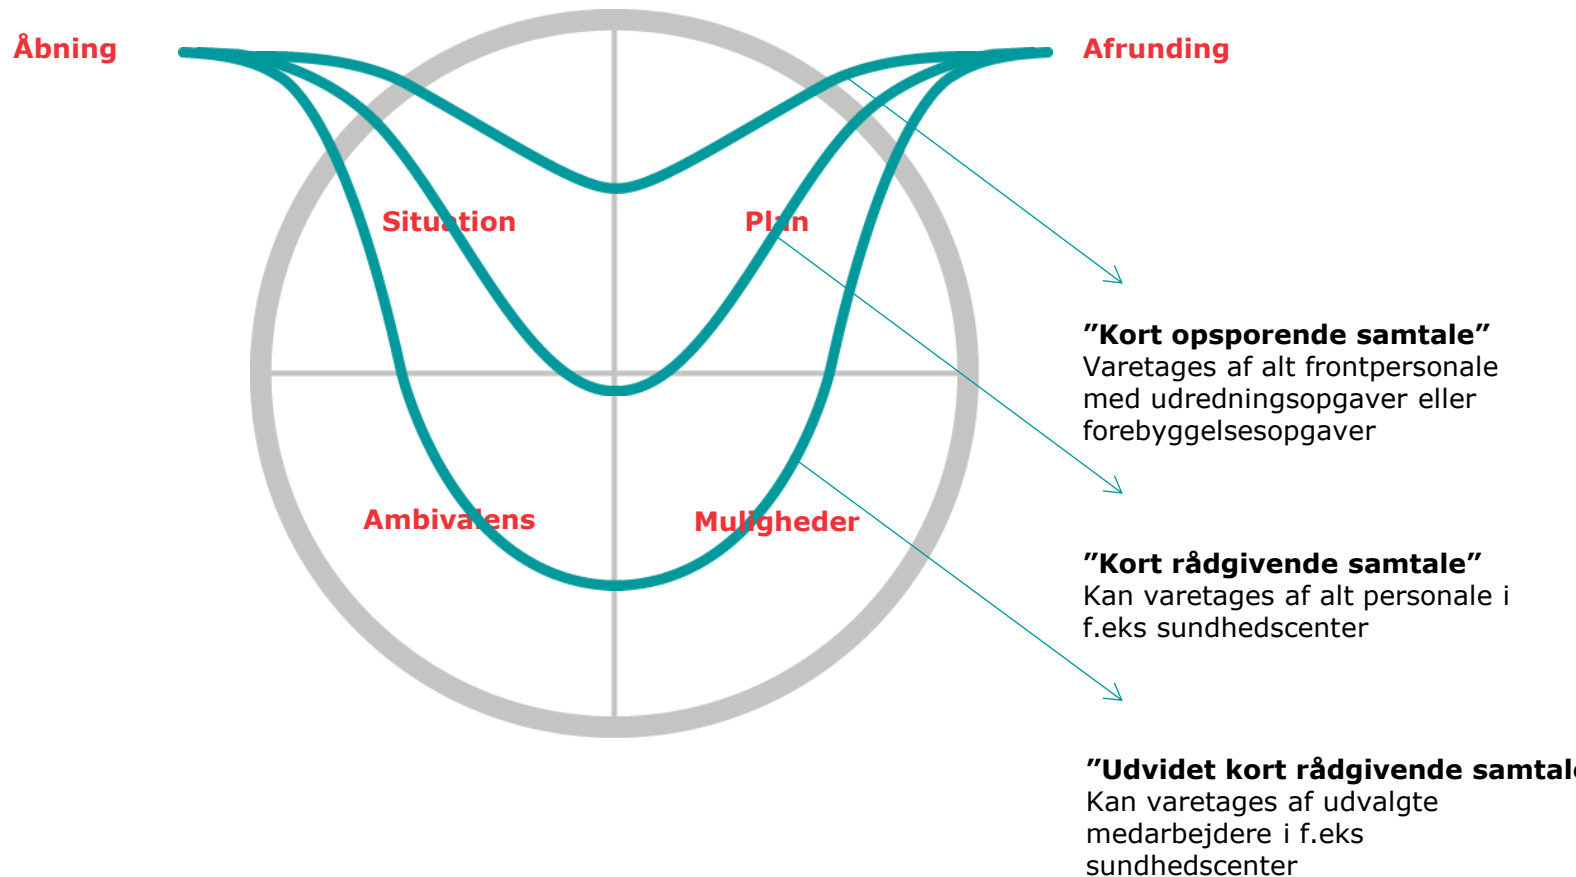 Åbning
Afrunding
Situation
Plan
Ambivalens
Muligheder
”Kort opsporende samtale”
Varetages af alt frontpersonale
med udredningsopgaver eller
forebyggelsesopgaver
”Kort rådgivende samtale”
Kan varetages af alt personale i
f.eks sundhedscenter
”Udvidet kort rådgivende samtale
Kan varetages af udvalgte
medarbejdere i f.eks
sundhedscenter